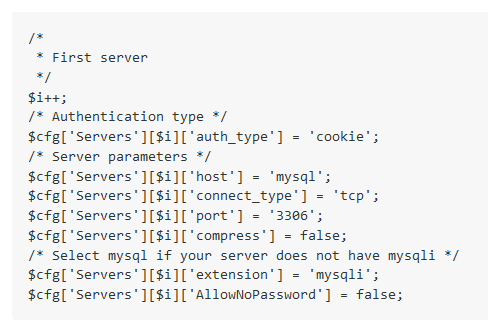 /*
 * First server
 */
$i++;
/* Authentication type */
$cfg['Servers'][$i]['auth_type'] = 'cookie';
/* Server parameters */
$cfg['Servers'][$i]['host'] = 'mysql';
$cfg['Servers'][$i]['connect_type'] = 'tcp';
$cfg['Servers'][$i]['port'] = '3306';
$cfg['Servers'][$i]['compress'] = false;
/* Select mysql if your server does not have mysqli */
$cfg['Servers'][$i]['extension'] = 'mysqli';
$cfg['Servers'][$i]['AllowNoPassword'] = false;